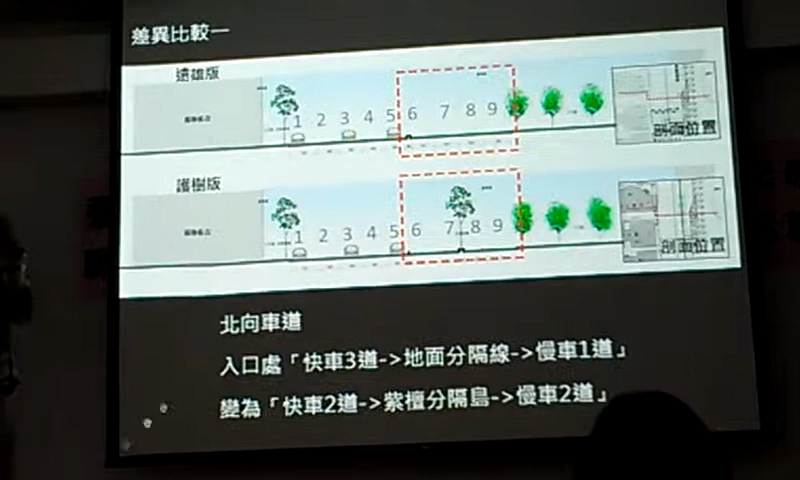 差異比較一
遠雄版
1 2 3 4 5 6 7 8 9
剖面位置
護樹版
1 2 3 4 5 6 7 8 9
剖面位置
北向車道
入口處「快車3道->地面分隔線->慢車1道」
變為「快車2道->紫檀分隔島->慢車2道」